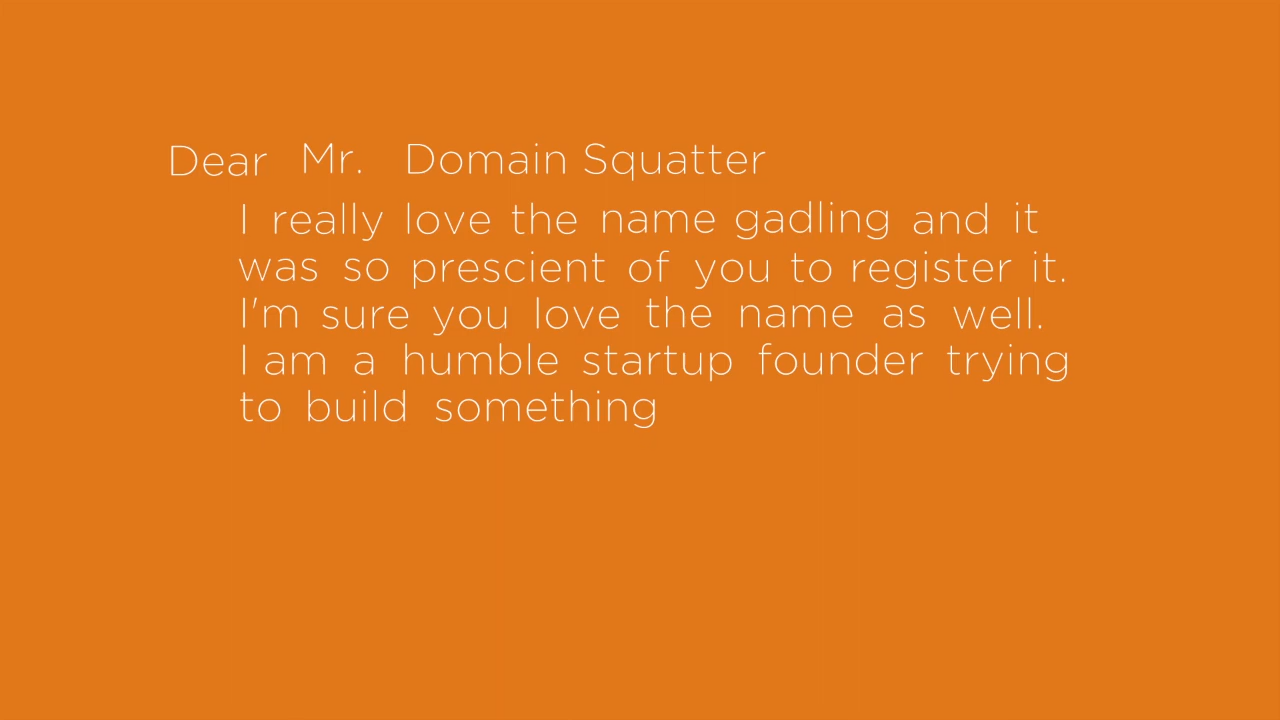 Dear Mr. Domain Squatter
I really love the name gadling and it
was so prescient of you to register it.
I'm sure you love the name as well.
I am a humble startup founder trying
to build something